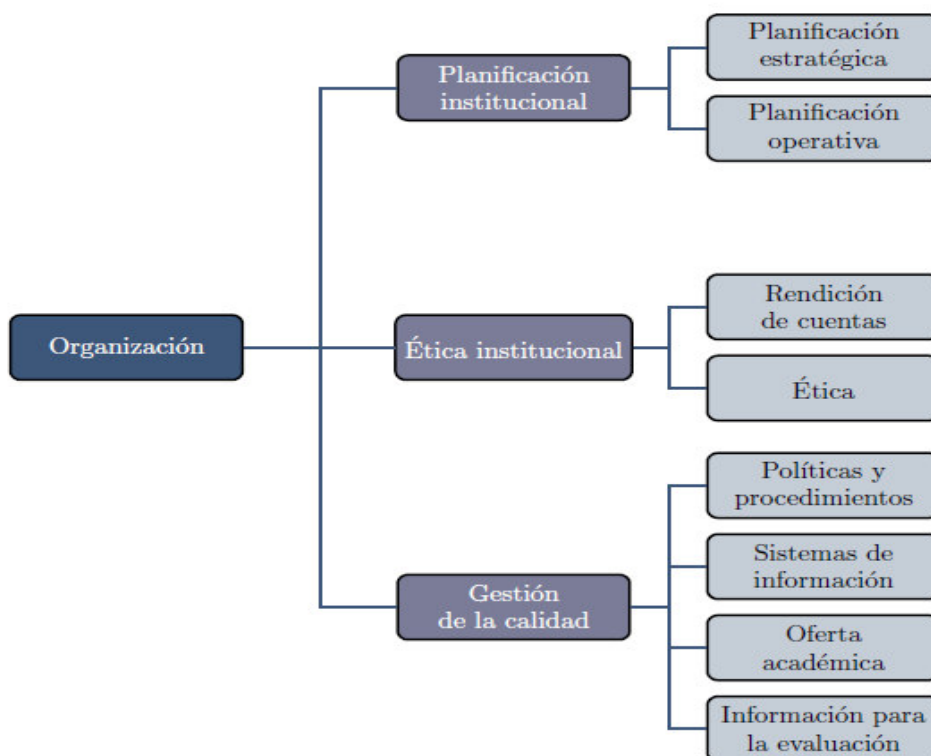 Planificación
estratégica
Planificación
institucional
Planificación
operativa
Rendición
de cuentas
Organización
Ética institucional
Ética
Políticas y
procedimientos
Sistemas de
información
Gestión
de la calidad
Oferta
académica
Información para
la evaluación